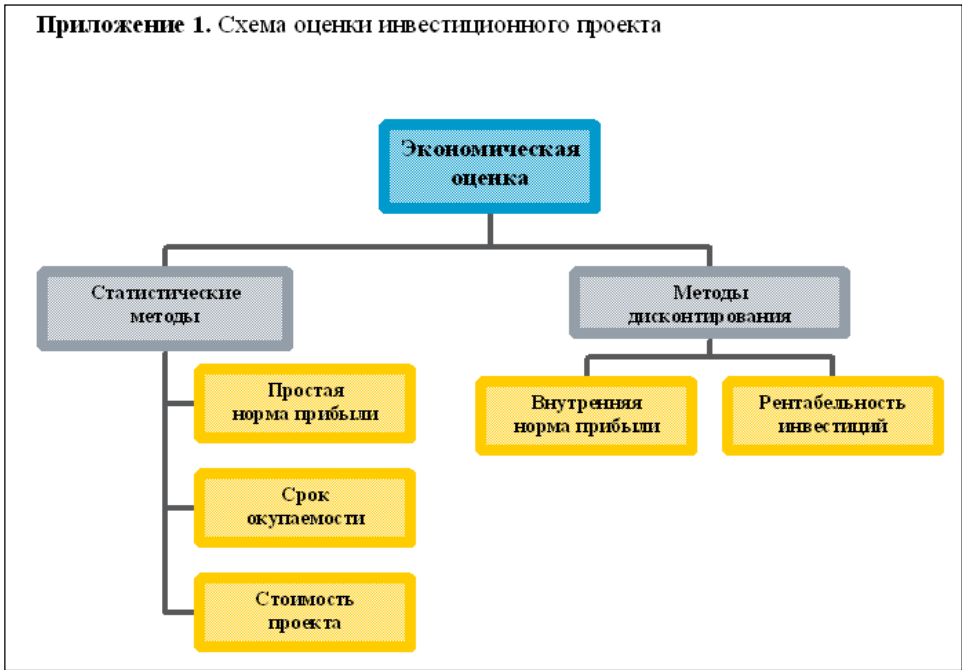 Приложение 1. Схема оценки инвестиционного проекта
Экономическая
оценка
Статистические
методы
Простая
норма прибыли
Срок
окупаемости
Стоимость
проекта
Методы
дисконтирования
Внутренняя
норма прибыли
Рентабельность
инвестиций